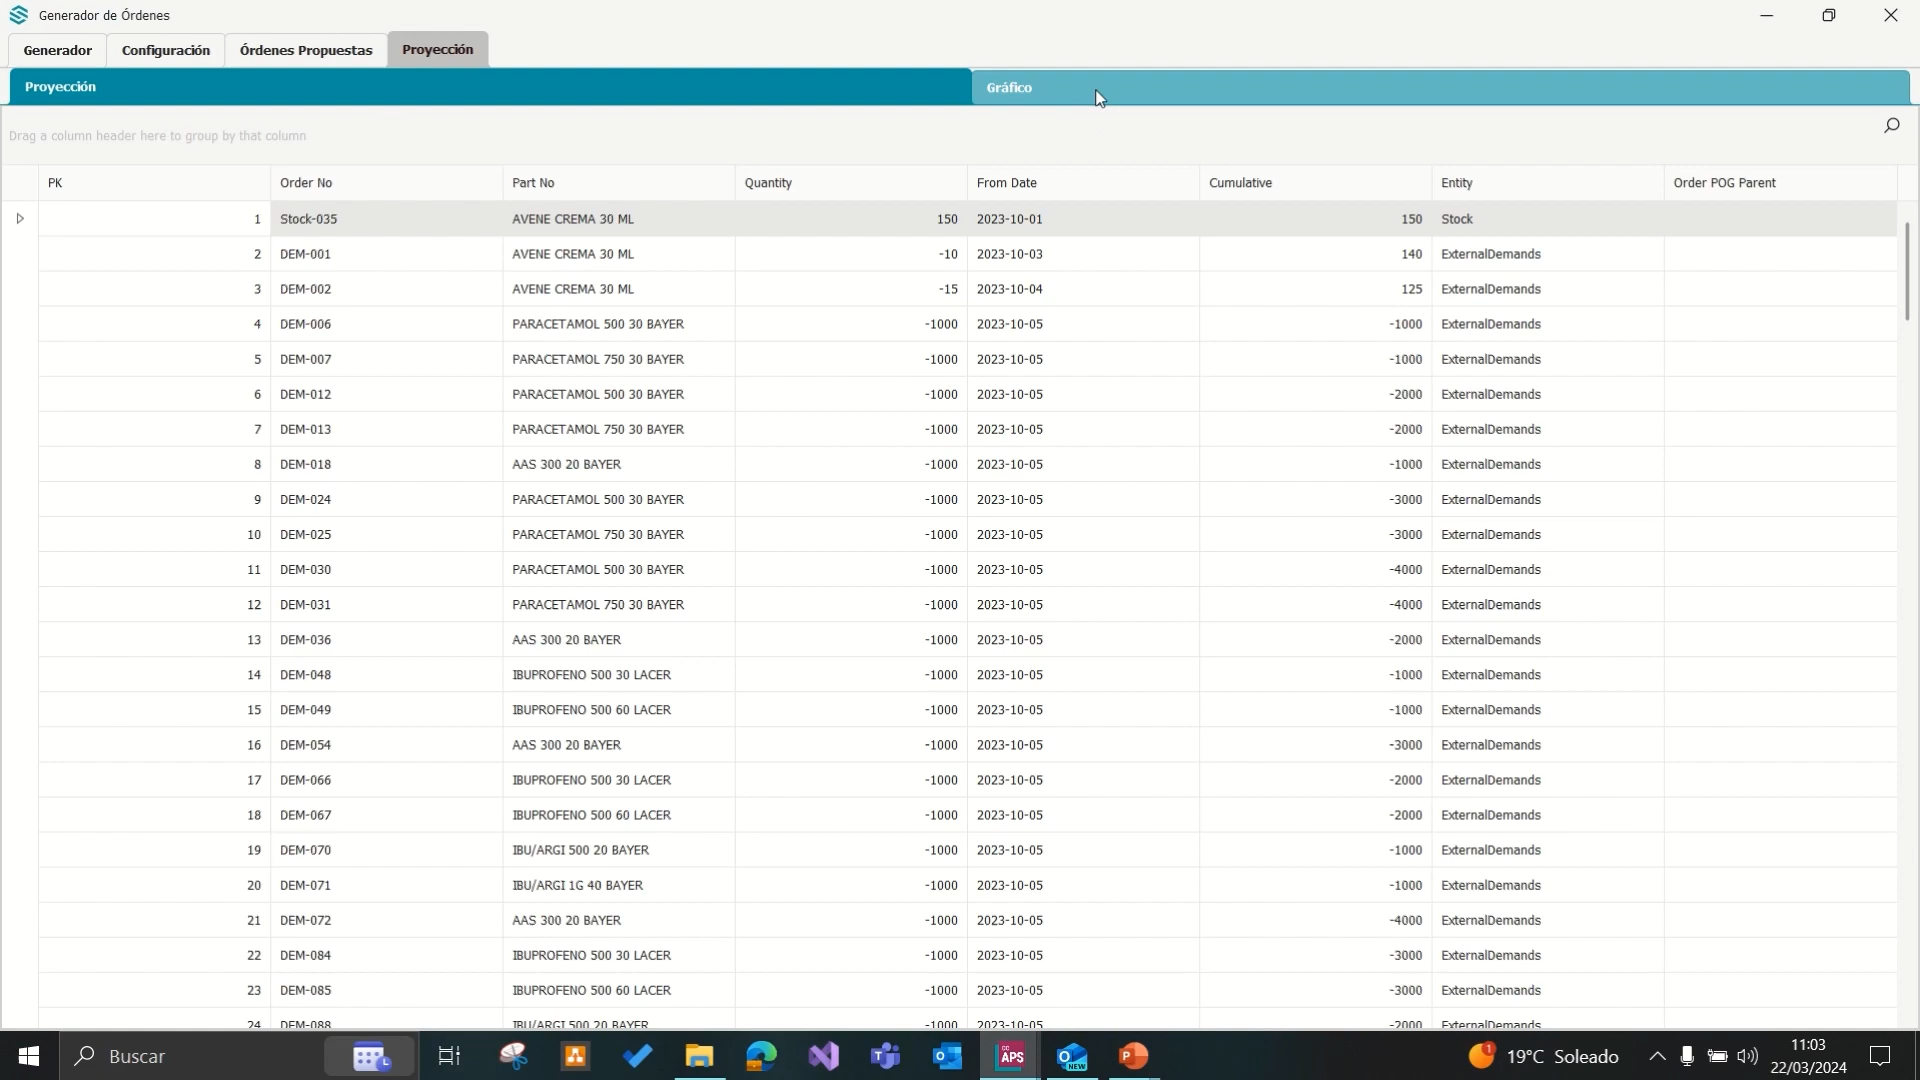 Generador de Órdenes
Generador Configuración Órdenes Propuestas Proyección
Proyección Gráfico
Drag a column header here to group by that column
PK Order No Part No Quantity From Date Cumulative Entity Order POG Parent
1 Stock-035 AVENE CREMA 30 ML 150 2023-10-01 150 Stock
2 DEM-001 AVENE CREMA 30 ML -10 2023-10-03 140 ExternalDemands
3 DEM-002 AVENE CREMA 30 ML -15 2023-10-04 125 ExternalDemands
4 DEM-006 PARACETAMOL 500 30 BAYER -1000 2023-10-05 -1000 ExternalDemands
5 DEM-007 PARACETAMOL 750 30 BAYER -1000 2023-10-05 -1000 ExternalDemands
6 DEM-012 PARACETAMOL 500 30 BAYER -1000 2023-10-05 -2000 ExternalDemands
7 DEM-013 PARACETAMOL 750 30 BAYER -1000 2023-10-05 -2000 ExternalDemands
8 DEM-018 AAS 300 20 BAYER -1000 2023-10-05 -1000 ExternalDemands
9 DEM-024 PARACETAMOL 500 30 BAYER -1000 2023-10-05 -3000 ExternalDemands
10 DEM-025 PARACETAMOL 750 30 BAYER -1000 2023-10-05 -3000 ExternalDemands
11 DEM-030 PARACETAMOL 500 30 BAYER -1000 2023-10-05 -4000 ExternalDemands
12 DEM-031 PARACETAMOL 750 30 BAYER -1000 2023-10-05 -4000 ExternalDemands
13 DEM-036 AAS 300 20 BAYER -1000 2023-10-05 -2000 ExternalDemands
14 DEM-048 IBUPROFENO 500 30 LACER -1000 2023-10-05 -1000 ExternalDemands
15 DEM-049 IBUPROFENO 500 60 LACER -1000 2023-10-05 -1000 ExternalDemands
16 DEM-054 AAS 300 20 BAYER -1000 2023-10-05 -3000 ExternalDemands
17 DEM-066 IBUPROFENO 500 30 LACER -1000 2023-10-05 -2000 ExternalDemands
18 DEM-067 IBUPROFENO 500 60 LACER -1000 2023-10-05 -2000 ExternalDemands
19 DEM-070 IBU/ARGI 500 20 BAYER -1000 2023-10-05 -1000 ExternalDemands
20 DEM-071 IBU/ARGI 1G 40 BAYER -1000 2023-10-05 -1000 ExternalDemands
21 DEM-072 AAS 300 20 BAYER -1000 2023-10-05 -4000 ExternalDemands
22 DEM-084 IBUPROFENO 500 30 LACER -1000 2023-10-05 -3000 ExternalDemands
23 DEM-085 IBUPROFENO 500 60 LACER -1000 2023-10-05 -3000 ExternalDemands
24 DEM-088 IBU/ARGI 500 20 BAYER -1000 2023-10-05 -2000 ExternalDemands
Buscar CC APS NEW 1 19°C Soleado 11:03
22/03/2024